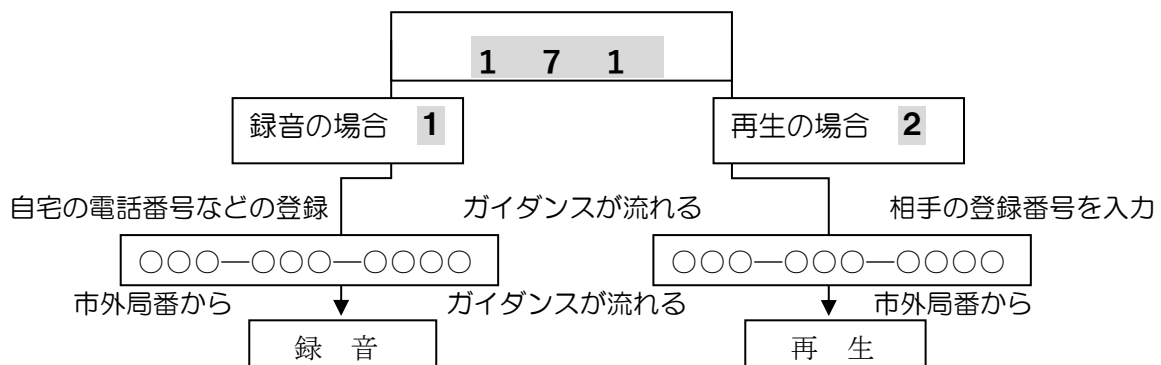 1 7 1
録音の場合 1 再生の場合 2
自宅の電話番号などの登録 ガイダンスが流れる 相手の登録番号を入力
○○○―○○○―○○○○ ○○○―○○○―○○○○
市外局番から ガイダンスが流れる 市外局番から
録 音 再 生